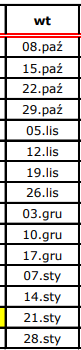 wt
08.paź
15.paź
22.paź
29.paź
05.lis
12.lis
19.lis
26.lis
03.gru
10.gru
17.gru
07.sty
14.sty
21.sty
28.sty